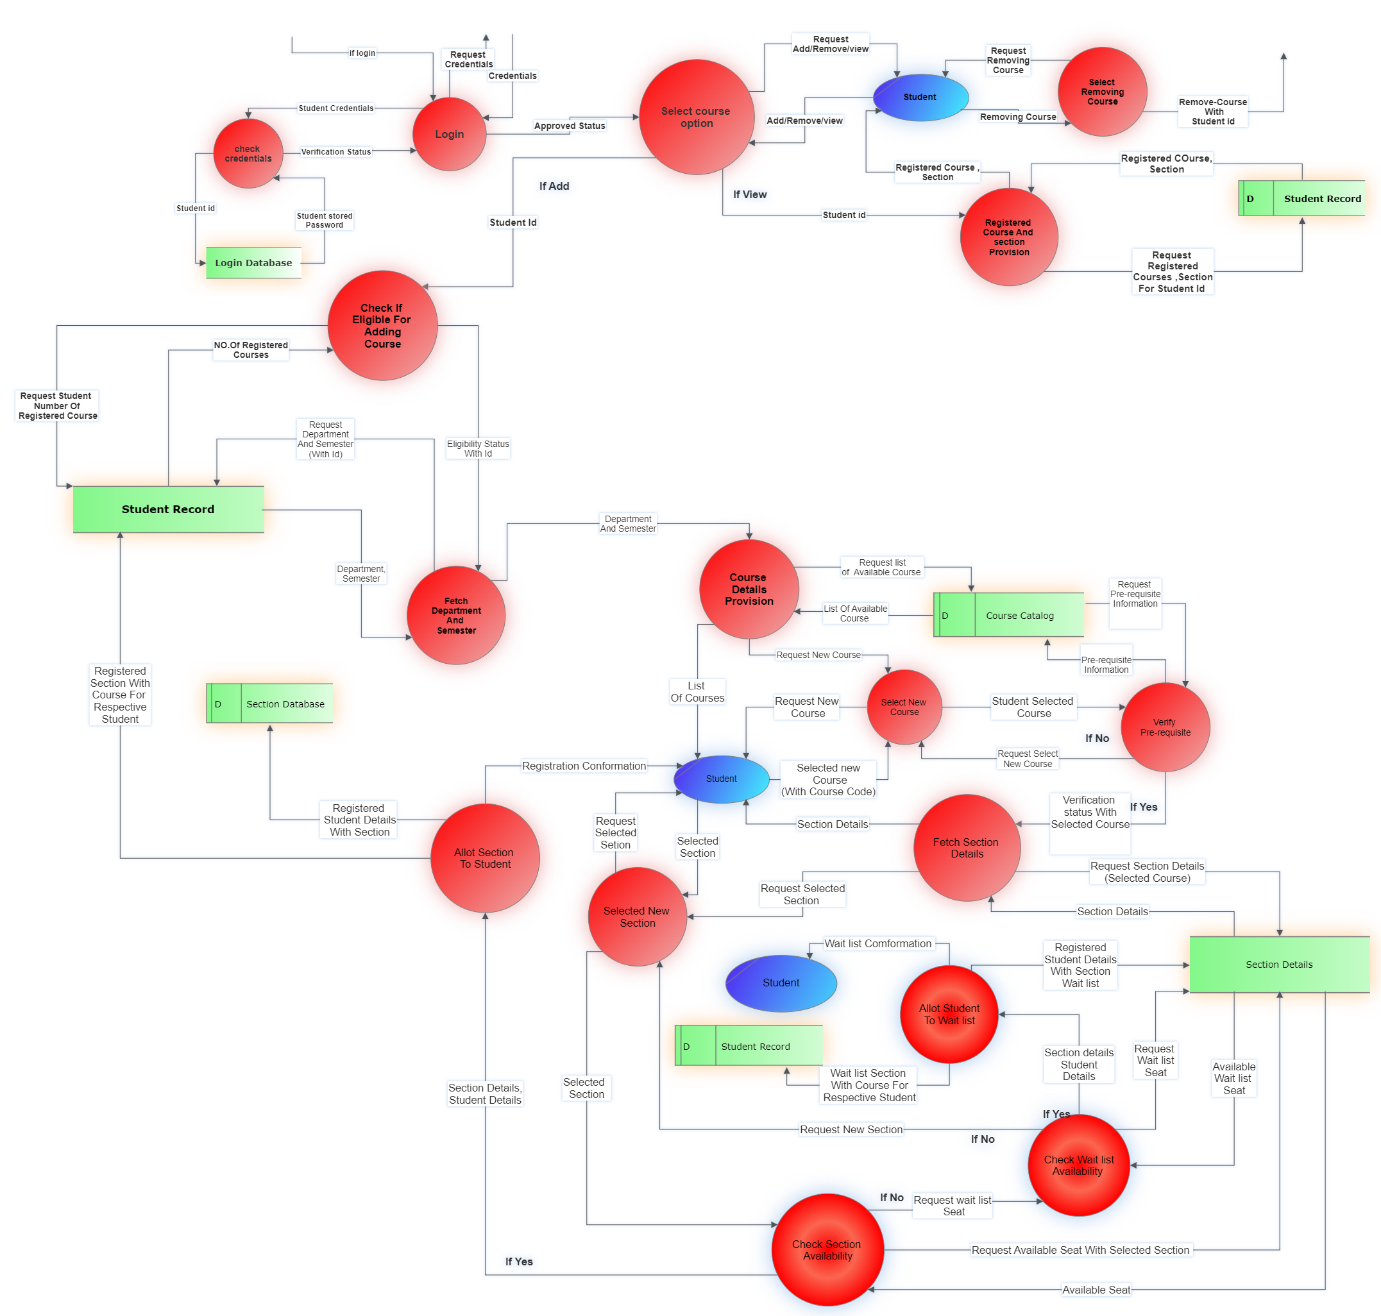 if login
Request
Credentials
Credentials
Request
Add/Remove/view
Request
Removing
Course
Select
Removing
Course
Student
Select course
option
Student Credentials
Login
Approved Status
Add/Remove/view
Removing Course
Remove-Course
With
Student id
check
credentials
Verification Status
Registered Course ,
Section
Registered COurse,
Section
If Add
If View
D
Student Record
Student id
Student stored
Password
Student Id
Student id
Registered
Course And
section
Provision
Login Database
Request
Registered
Courses ,Section
For Student Id
Check If
Eligible For
Adding
Course
NO.Of Registered
Courses
Request Student
Number Of
Registered Course
Request
Department
And Semester
(With Id)
Eligibility Status
With Id
Student Record
Department
And Semester
Department,
Semester
Fetch
Department
And
Semester
Course
Details
Provision
Request list
of  Available Course
List Of Available
Course
D
Course Catalog
Request
Pre-requisite
Information
Request New Course
Pre-requisite
Information
Registered
Section With
Course For
Respective
Student
D
Section Database
List
Of Courses
Request New
Course
Select New
Course
Student Selected
Course
Verify
Pre-requisite
If No
Request Select
New Course
Registration Conformation
Student
Selected new
Course
(With Course Code)
Registered
Student Details
With Section
Request
Selected
Setion
Section Details
Verification
status With
Selected Course
If Yes
Allot Section
To Student
Selected
Section
Fetch Section
Details
Request Section Details
(Selected Course)
Request Selected
Section
Selected New
Section
Section Details
Wait list Comformation
Registered
Student Details
With Section
Wait list
Section Details
Student
Allot Student
To Wait list
D
Student Record
Section details
Student
Details
Request
Wait list
Seat
Available
Wait list
Seat
Section Details,
Student Details
Selected
Section
Wait list Section
With Course For
Respective Student
If Yes
Request New Section
If No
Check Wait list
Availability
If No
Request wait list
Seat
Check Section
Availability
Request Available Seat With Selected Section
If Yes
Available Seat